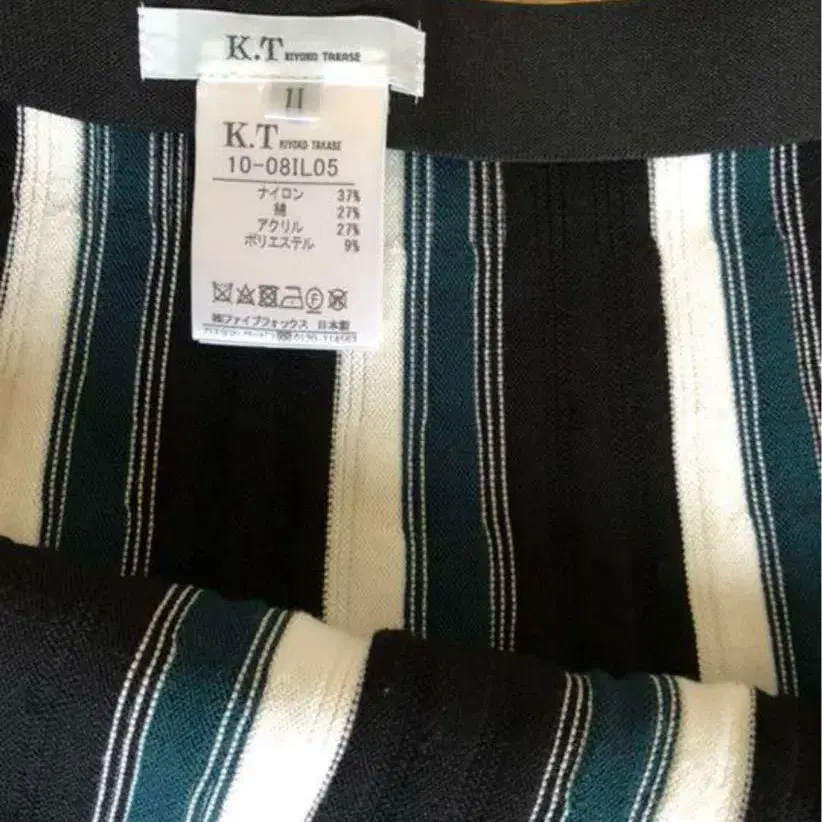 K.T KIYOKO TAKASE
11
K.T KIYOKO TAKASE
10-08IL05
ナイロン 37%
綿 27%
アクリル 27%
ポリエステル 9%
F
㈱ファイブフォックス 日本製